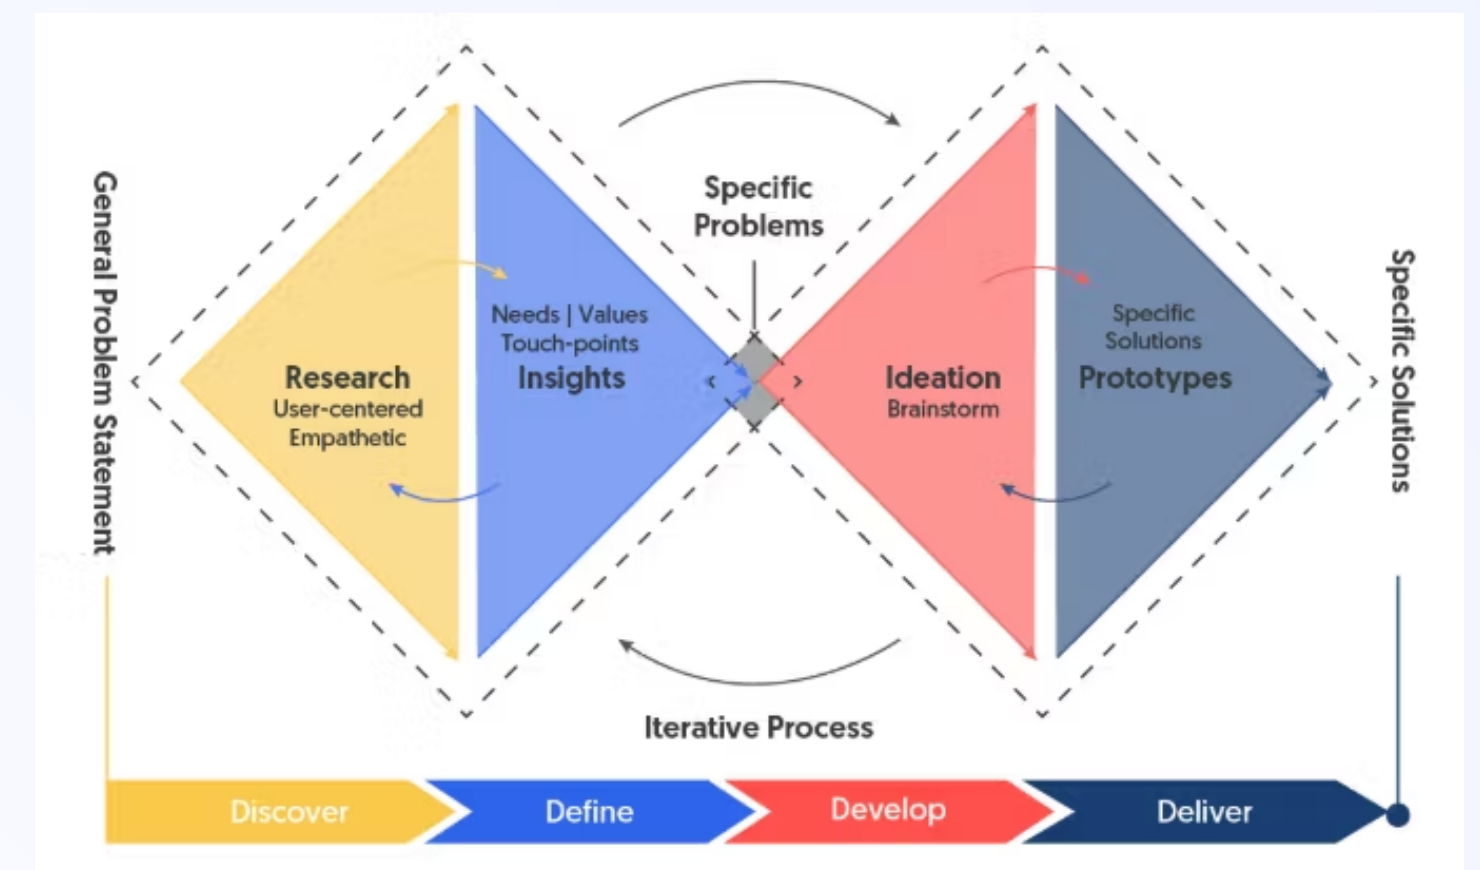 General Problem Statement
Research
User-centered
Empathetic
Needs | Values
Touch-points
Insights
Specific
Problems
Ideation
Brainstorm
Specific
Solutions
Prototypes
Specific Solutions
Iterative Process
Discover
Define
Develop
Deliver